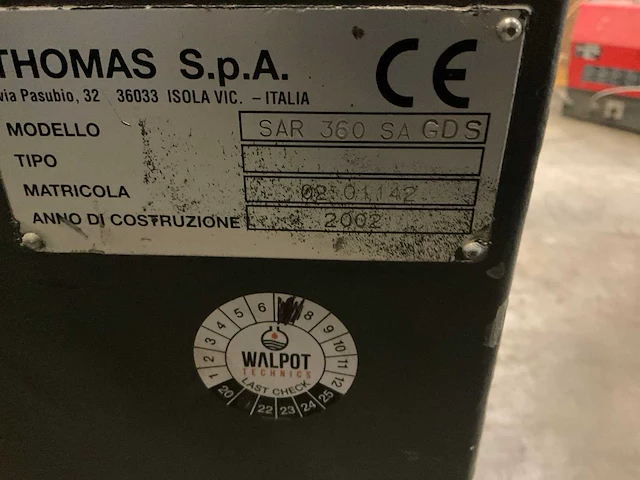 THOMAS S.p.A.
via Pasubio, 32 36033 ISOLA VIC. - ITALIA
CE
MODELLO SAR 360 SA GDS
TIPO
MATRICOLA 02 01142
ANNO DI COSTRUZIONE 2002
1 2 3 4 5 6 8 9 10 11 12
WALPOT
TECHNICS
LAST CHECK
20 22 23 24 25